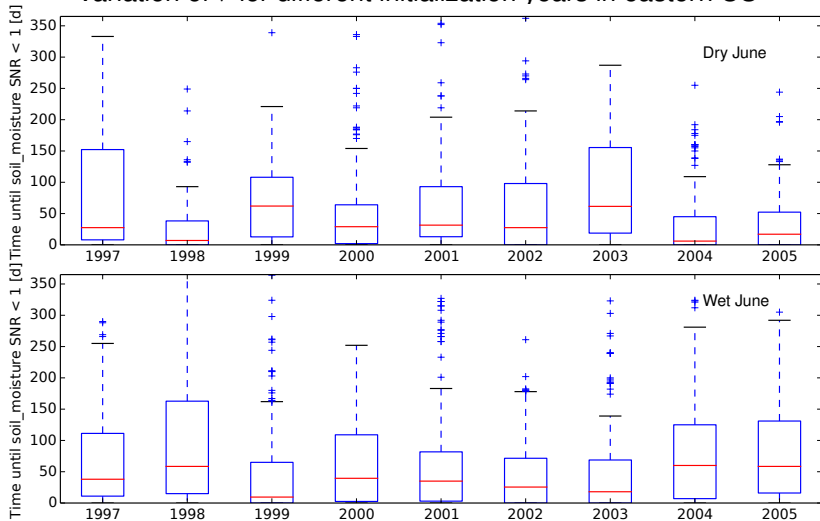 for different initialization years in eastern US
Time until soil_moisture SNR < 1 [d]
350
300
250
200
150
100
50
0
Dry June
1997 1998 1999 2000 2001 2002 2003 2004 2005
Time until soil_moisture SNR < 1 [d]
350
300
250
200
150
100
50
0
Wet June
1997 1998 1999 2000 2001 2002 2003 2004 2005